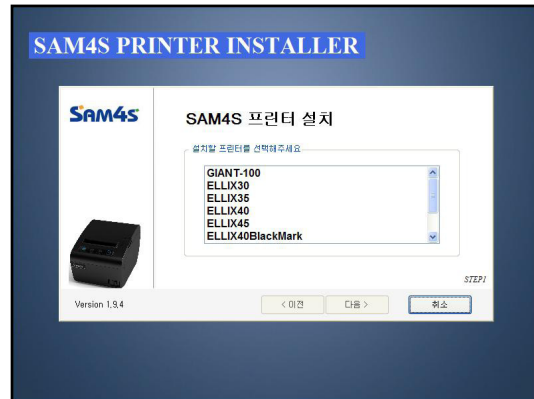 SAM4S PRINTER INSTALLER
SAM4S
SAM4S 프린터 설치
설치할 프린터를 선택해주세요
GIANT-100
ELLIX30
ELLIX35
ELLIX40
ELLIX45
ELLIX40BlackMark
STEP1
Version 1.9.4
< 이전
다음 >
취소